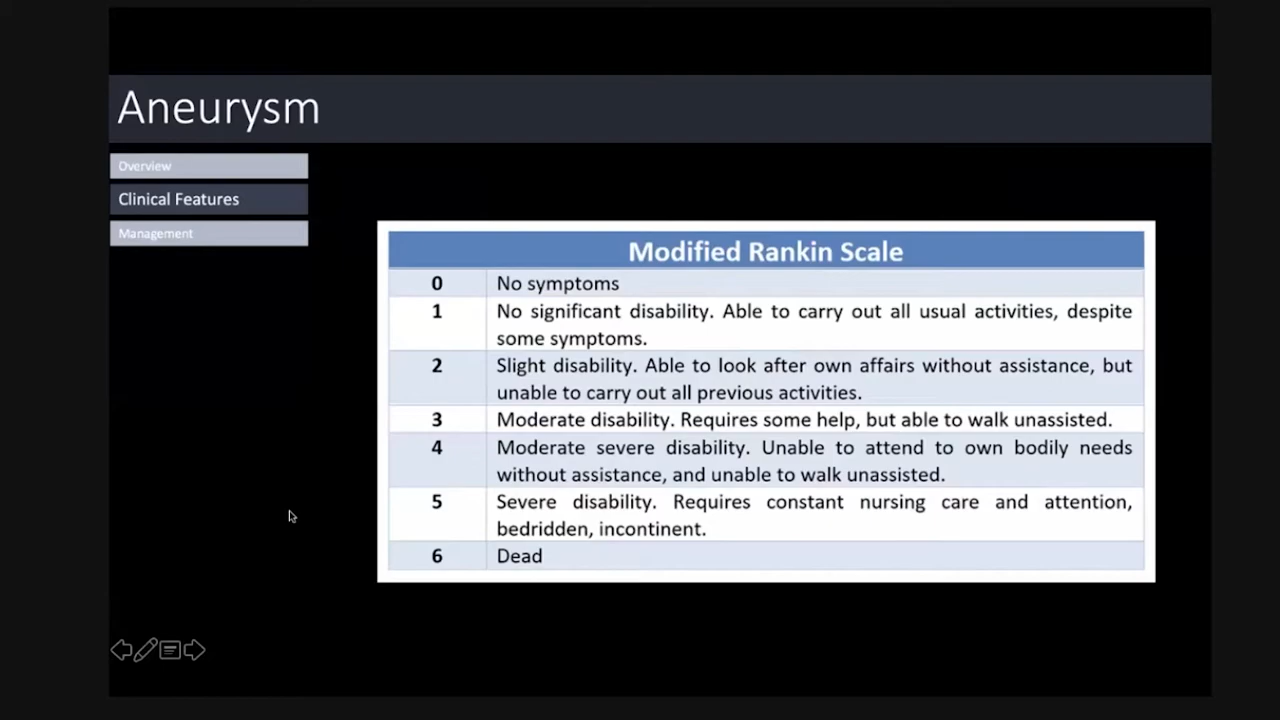 Aneurysm
Overview
Clinical Features
Management
Modified Rankin Scale
0 No symptoms
1 No significant disability. Able to carry out all usual activities, despite
some symptoms.
2 Slight disability. Able to look after own affairs without assistance, but
unable to carry out all previous activities.
3 Moderate disability. Requires some help, but able to walk unassisted.
4 Moderate severe disability. Unable to attend to own bodily needs
without assistance, and unable to walk unassisted.
5 Severe disability. Requires constant nursing care and attention,
bedridden, incontinent.
6 Dead